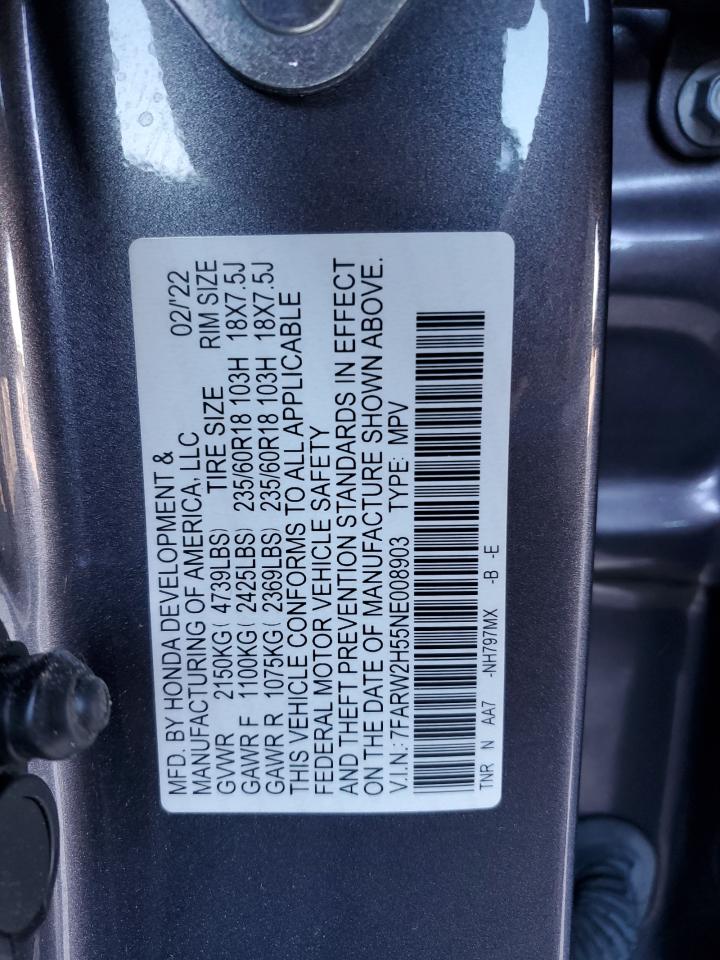 MFD. BY HONDA DEVELOPMENT & 02/'22
MANUFACTURING OF AMERICA, LLC
GVWR 2150KG( 4739LBS) TIRE SIZE RIM SIZE
GAWR F 1100KG( 2425LBS) 235/60R18 103H 18X7.5J
GAWR R 1075KG( 2369LBS) 235/60R18 103H 18X7.5J
THIS VEHICLE CONFORMS TO ALL APPLICABLE
FEDERAL MOTOR VEHICLE SAFETY
AND THEFT PREVENTION STANDARDS IN EFFECT
ON THE DATE OF MANUFACTURE SHOWN ABOVE.
V.I.N.: 7FARW2H55NE008903 TYPE: MPV
TNR N AA7 -NH797MX -B -E